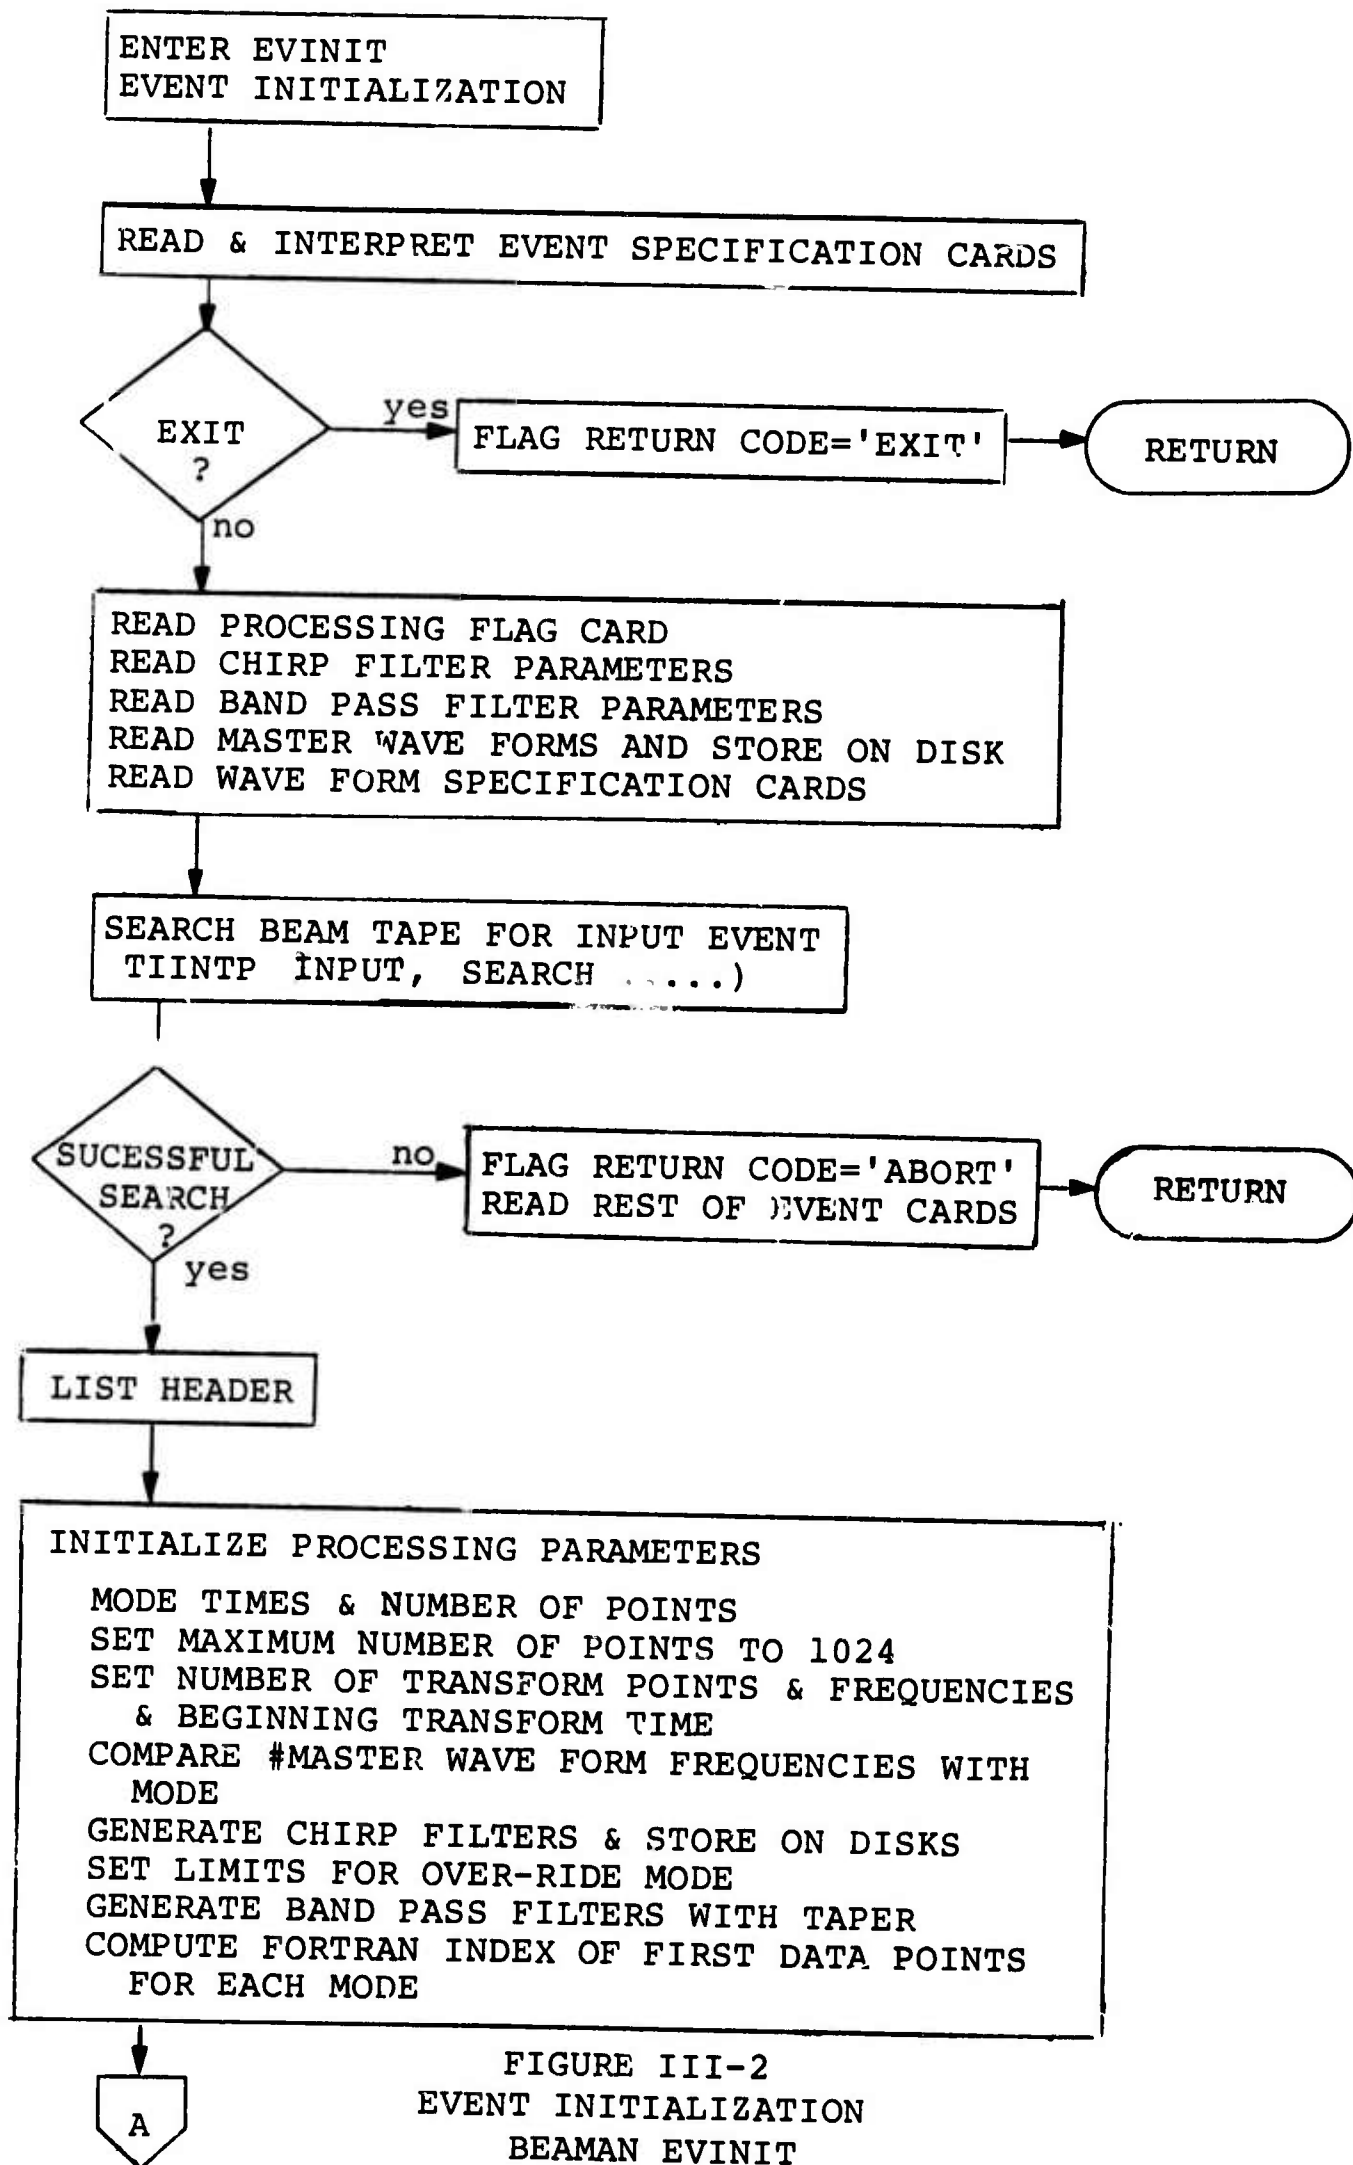 ENTER EVINIT
EVENT INITIALIZATION
READ & INTERPRET EVENT SPECIFICATION CARDS
EXIT
?
yes
FLAG RETURN CODE='EXIT'
RETURN
no
READ PROCESSING FLAG CARD
READ CHIRP FILTER PARAMETERS
READ BAND PASS FILTER PARAMETERS
READ MASTER WAVE FORMS AND STORE ON DISK
READ WAVE FORM SPECIFICATION CARDS
SEARCH BEAM TAPE FOR INPUT EVENT
TIINTP INPUT, SEARCH .....)
SUCESSFUL
SEARCH
?
no
FLAG RETURN CODE='ABORT'
READ REST OF EVENT CARDS
RETURN
yes
LIST HEADER
INITIALIZE PROCESSING PARAMETERS
MODE TIMES & NUMBER OF POINTS
SET MAXIMUM NUMBER OF POINTS TO 1024
SET NUMBER OF TRANSFORM POINTS & FREQUENCIES
& BEGINNING TRANSFORM TIME
COMPARE #MASTER WAVE FORM FREQUENCIES WITH
MODE
GENERATE CHIRP FILTERS & STORE ON DISKS
SET LIMITS FOR OVER-RIDE MODE
GENERATE BAND PASS FILTERS WITH TAPER
COMPUTE FORTRAN INDEX OF FIRST DATA POINTS
FOR EACH MODE
A
FIGURE III-2
EVENT INITIALIZATION
BEAMAN EVINIT